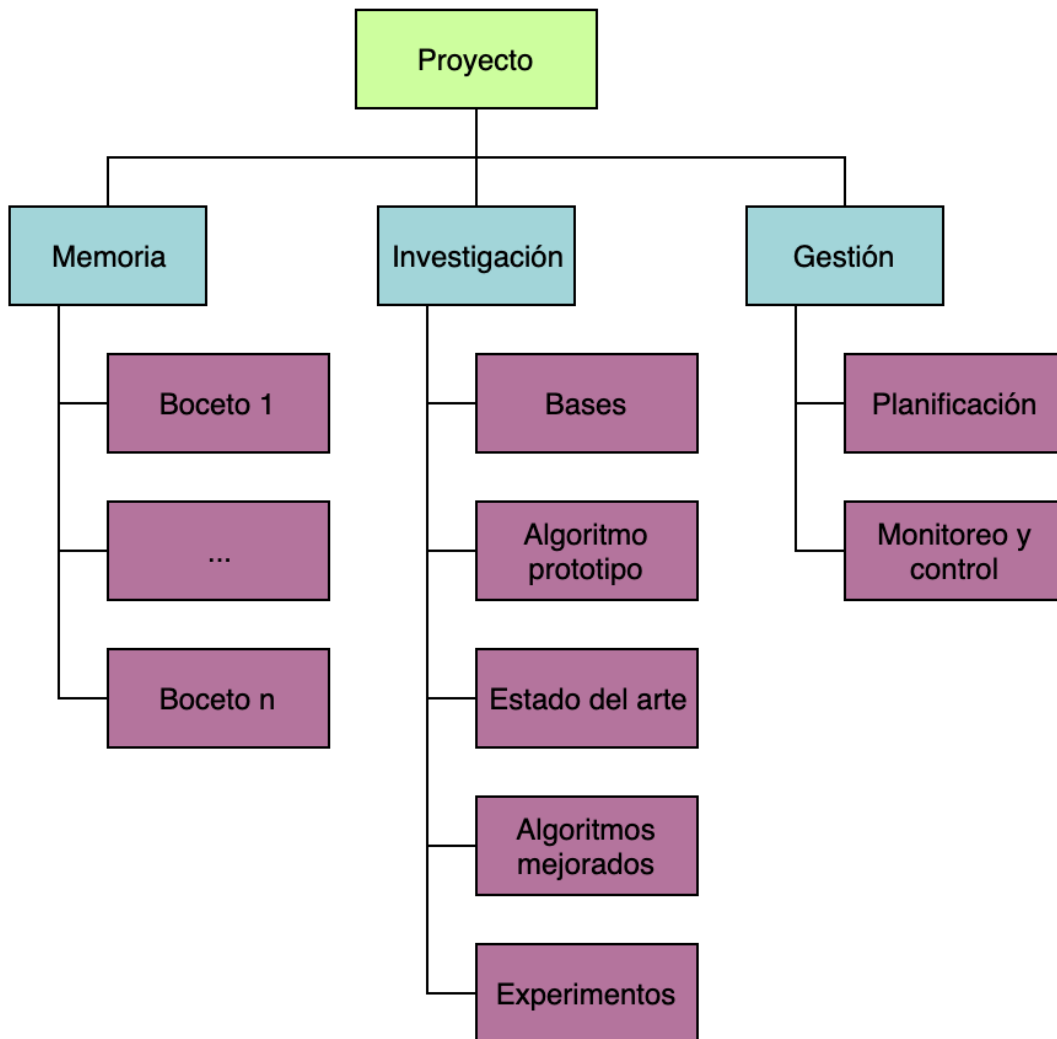 Proyecto
Memoria
Investigación
Gestión
Boceto 1
Bases
Planificación
...
Algoritmo
prototipo
Monitoreo y
control
Boceto n
Estado del arte
Algoritmos
mejorados
Experimentos